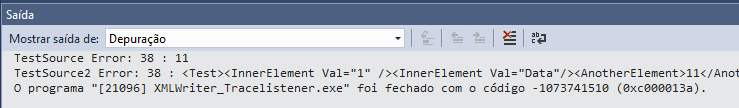 Saída
Mostrar saída de: Depuração
TestSource Error: 38 : 11
TestSource2 Error: 38 : <Test><InnerElement Val="1" /><InnerElement Val="Data"/><AnotherElement>11</Ano
O programa "[21096] XMLWriter_Tracelistener.exe" foi fechado com o código -1073741510 (0xc000013a).